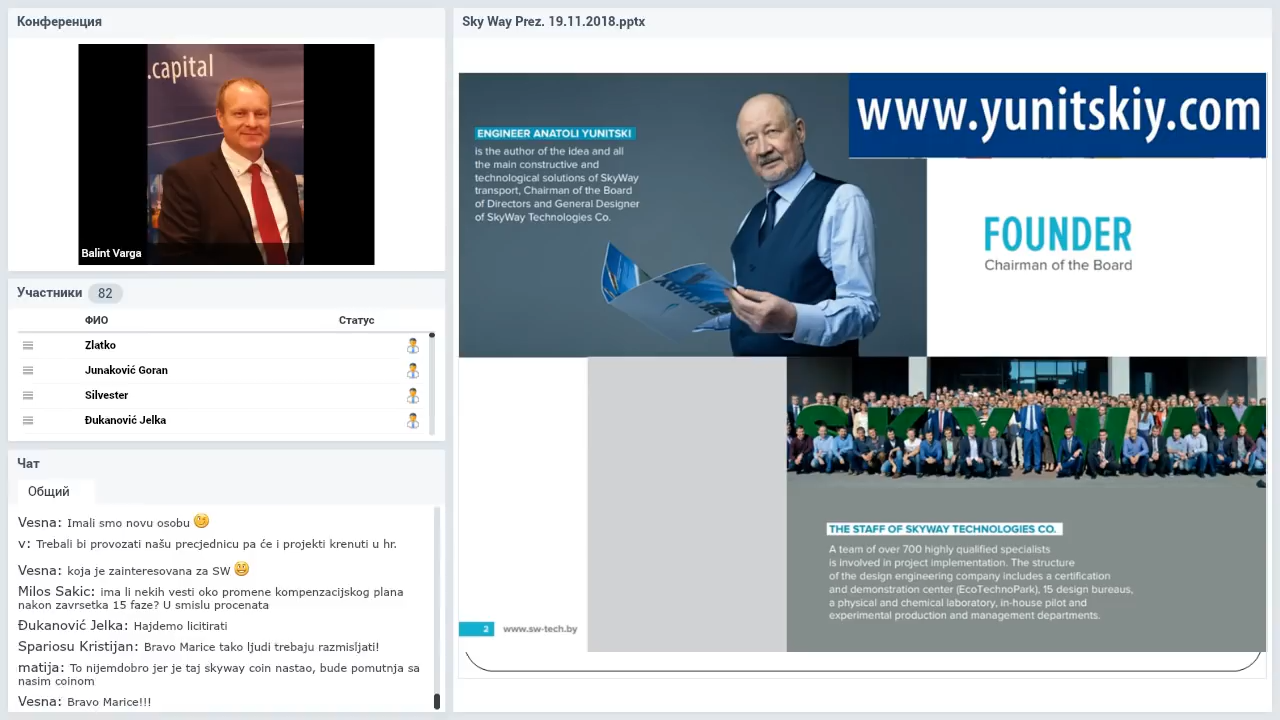 Конференция
.capital
Balint Varga
Участники 82
ФИО Статус
Zlatko
Junaković Goran
Silvester
Đukanović Jelka
Чат
Общий
Vesna: Imali smo novu osobu
v: Trebali bi provozati našu precjednicu pa će i projekti krenuti u hr.
Vesna: koja je zainteresovana za SW
Milos Sakic: ima li nekih vesti oko promene kompenzacijskog plana
nakon zavrsetka 15 faze? U smislu procenata
Đukanović Jelka: Hajdemo licitirati
Spariosu Kristijan: Bravo Marice tako ljudi trebaju razmisljati!
matija: To nijemdobro jer je taj skyway coin nastao, bude pomutnja sa
nasim coinom
Vesna: Bravo Marice!!!
Sky Way Prez. 19.11.2018.pptx
www.yunitskiy.com
ENGINEER ANATOLI YUNITSKI
is the author of the idea and all
the main constructive and
technological solutions of SkyWay
transport, Chairman of the Board
of Directors and General Designer
of SkyWay Technologies Co.
FOUNDER
Chairman of the Board
SKYWAY
THE STAFF OF SKYWAY TECHNOLOGIES CO.
A team of over 700 highly qualified specialists
is involved in project implementation. The structure
of the design engineering company includes a certification
and demonstration center (EcoTechnoPark), 15 design bureaus,
a physical and chemical laboratory, in-house pilot and
experimental production and management departments.
2 www.sw-tech.by